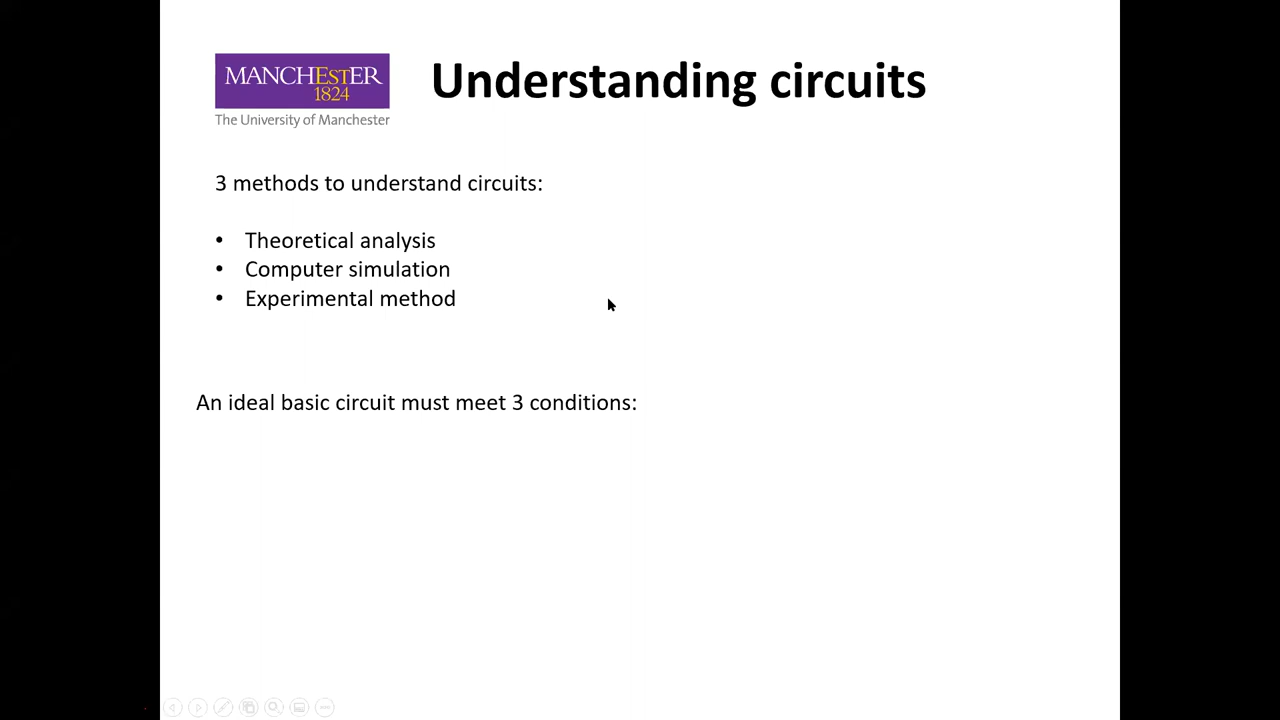 MANCHESTER
1824
The University of Manchester
Understanding circuits
3 methods to understand circuits:
• Theoretical analysis
• Computer simulation
• Experimental method
An ideal basic circuit must meet 3 conditions: